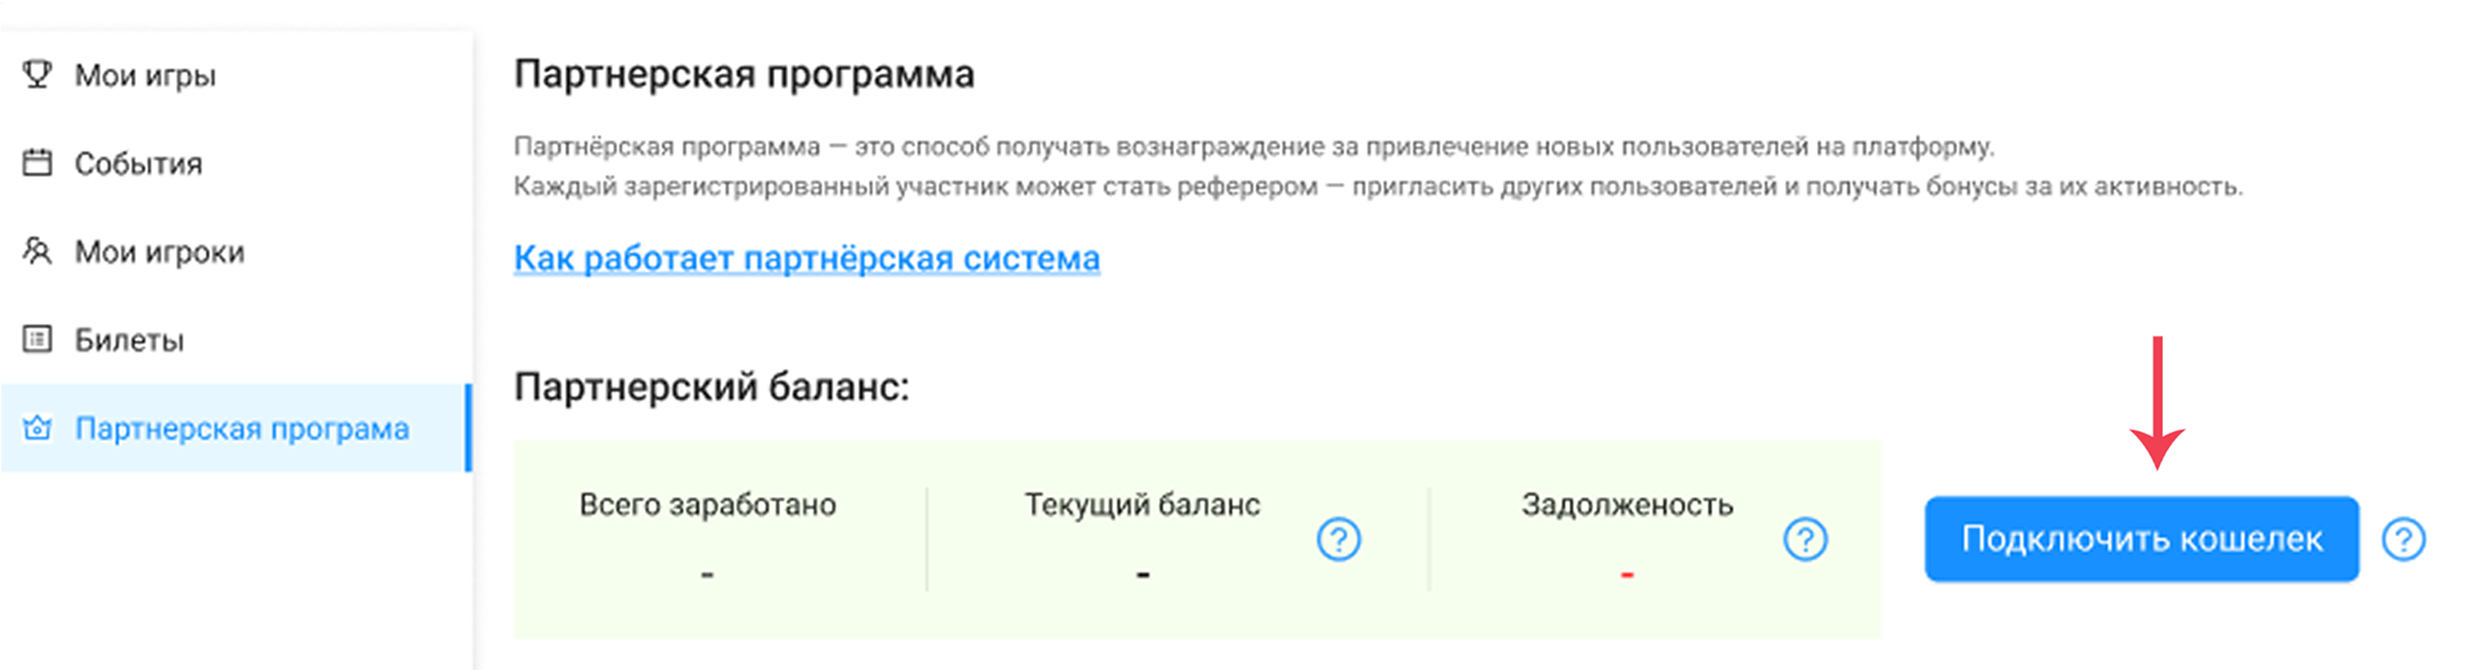 Мои игры
События
Мои игроки
Билеты
Партнерская програма
Партнерская программа
Партнёрская программа — это способ получать вознаграждение за привлечение новых пользователей на платформу.
Каждый зарегистрированный участник может стать реферером — пригласить других пользователей и получать бонусы за их активность.
Как работает партнёрская система
Партнерский баланс:
Всего заработано
-
Текущий баланс
-
?
Задолженость
-
?
Подключить кошелек
?